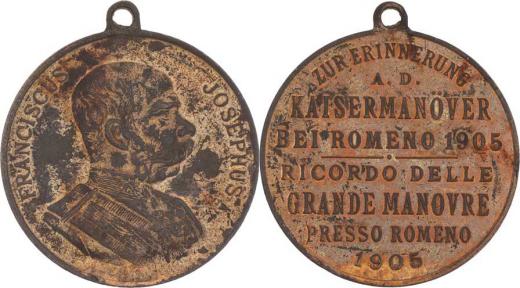 FRANCISCUS JOSEPHUS I.
ZUR ERINNERUNG
A. D.
KAISERMANÖVER
BEI ROMENO 1905
RICORDO DELLE
GRANDE MANOVRE
PRESSO ROMENO
1905